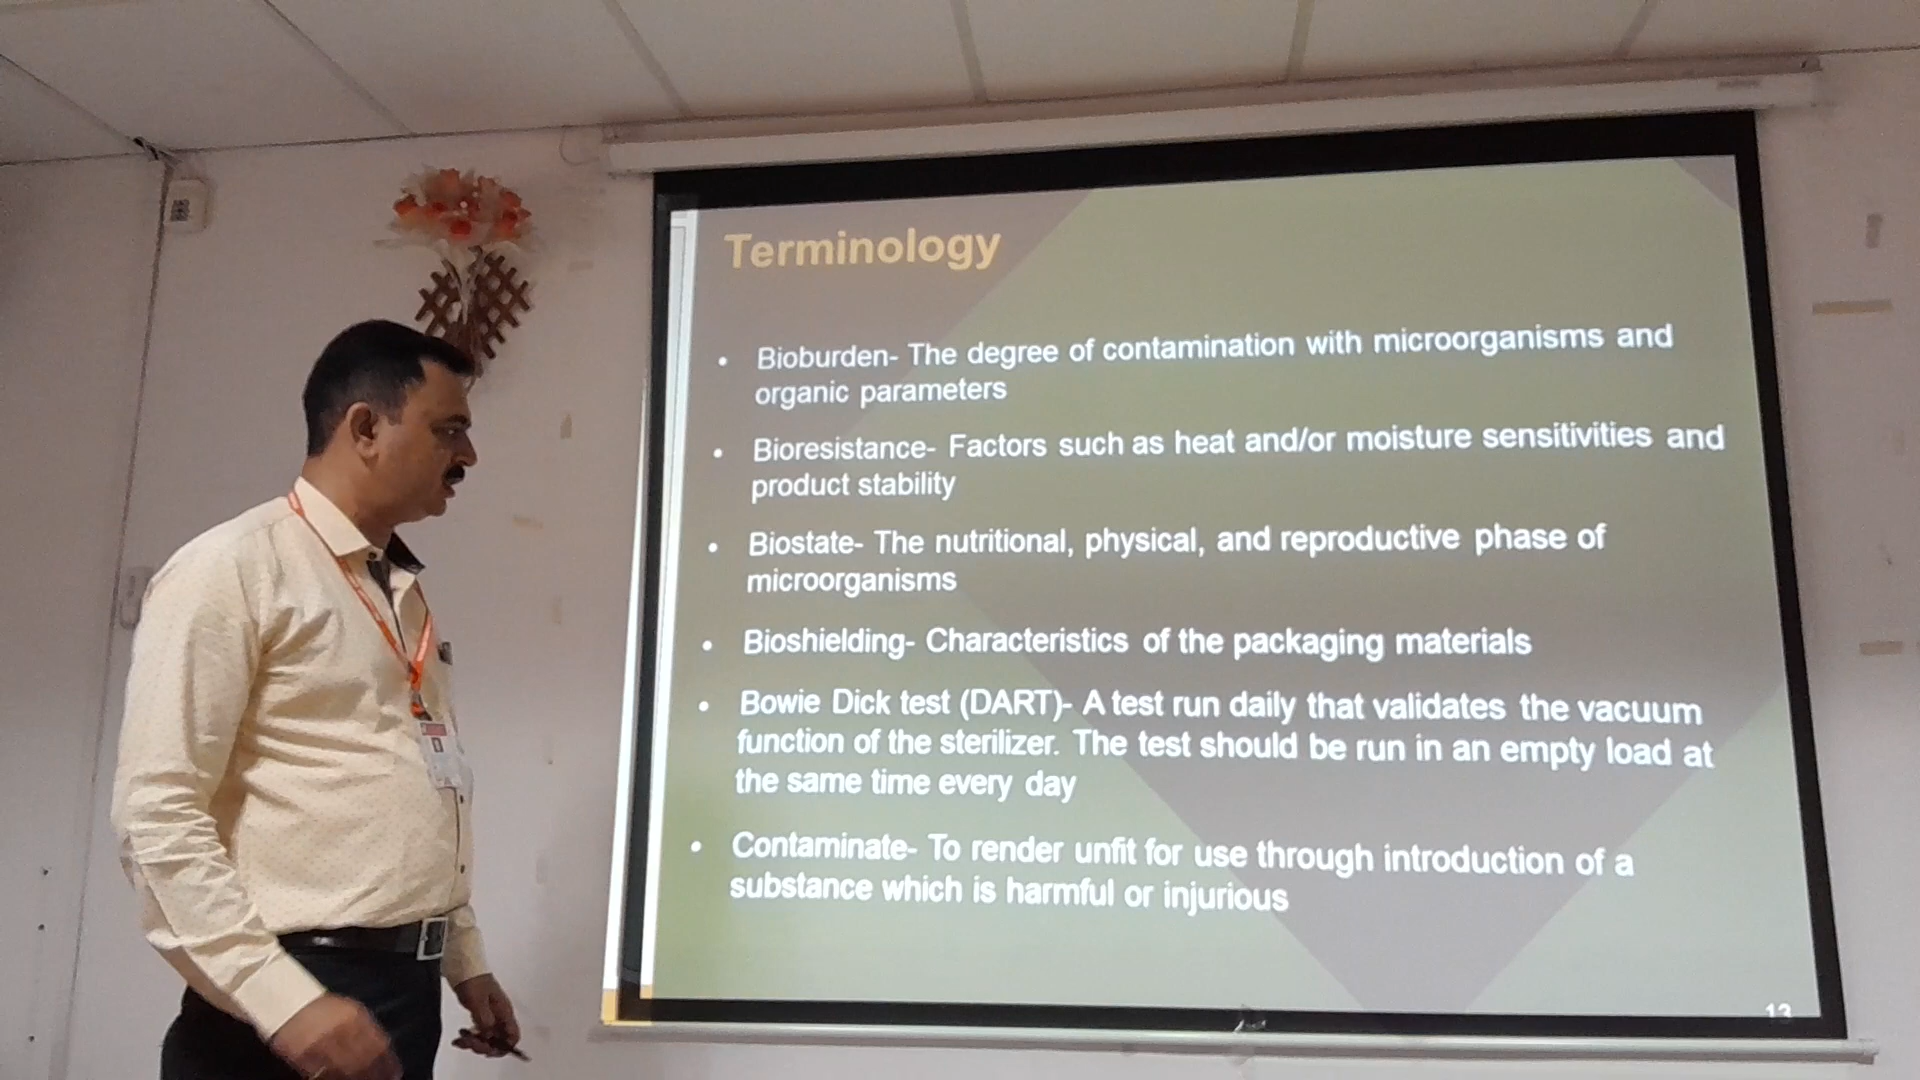 Terminology
• Bioburden- The degree of contamination with microorganisms and
organic parameters
• Bioresistance- Factors such as heat and/or moisture sensitivities and
product stability
• Biostate- The nutritional, physical, and reproductive phase of
microorganisms
• Bioshielding- Characteristics of the packaging materials
• Bowie Dick test (DART)- A test run daily that validates the vacuum
function of the sterilizer. The test should be run in an empty load at
the same time every day
• Contaminate- To render unfit for use through introduction of a
substance which is harmful or injurious
13